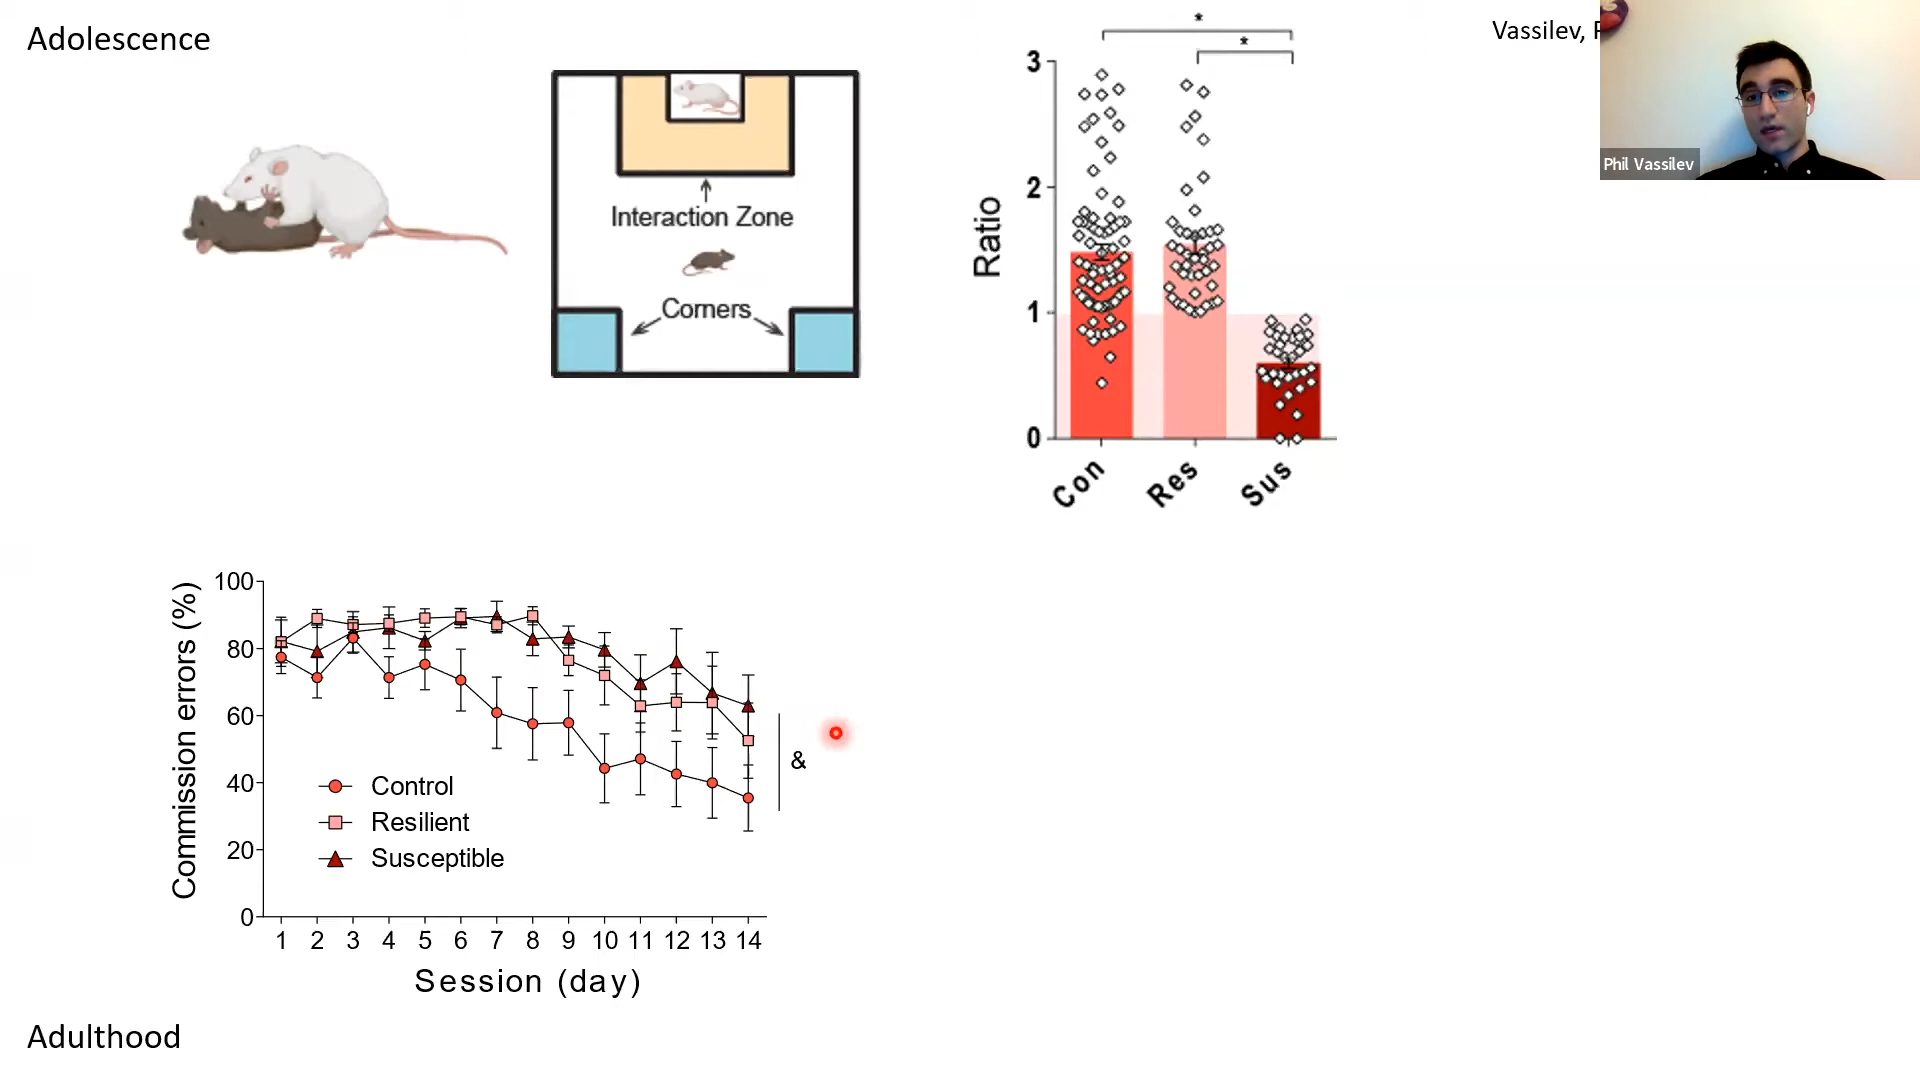 Adolescence
Vassilev,
Phil Vassilev
Interaction Zone
Corners
* 
*
3
2
1
0
Ratio
Con
Res
Sus
100
80
60
40
20
0
Commission errors (%)
Control
Resilient
Susceptible
&
1 2 3 4 5 6 7 8 9 10 11 12 13 14
Session (day)
Adulthood